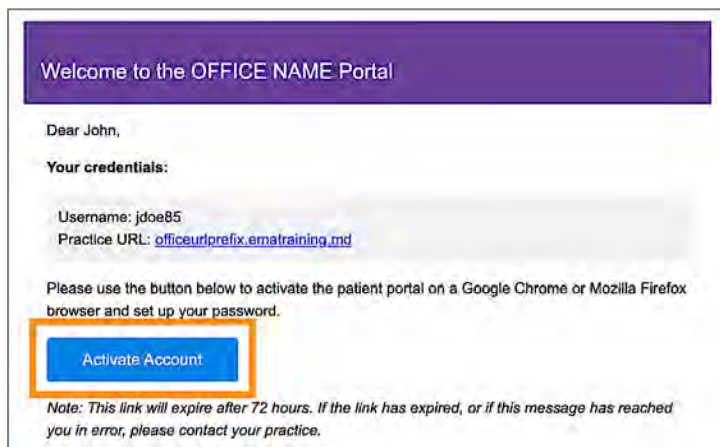 Welcome to the OFFICE NAME Portal
Dear John,
Your credentials:
Username: jdoe85
Practice URL: officeurlprefix.ematraining.md
Please use the button below to activate the patient portal on a Google Chrome or Mozilla Firefox
browser and set up your password.
Activate Account
Note: This link will expire after 72 hours. If the link has expired, or if this message has reached
you in error, please contact your practice.